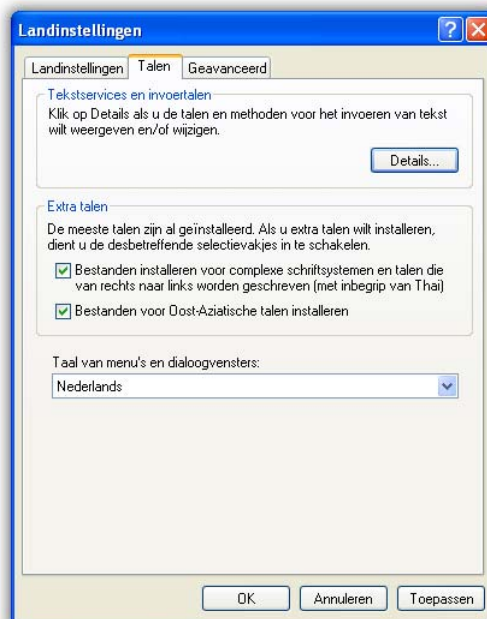 Landinstellingen
Landinstellingen Talen Geavanceerd
Tekstservices en invoertalen
Klik op Details als u de talen en methoden voor het invoeren van tekst
wilt weergeven en/of wijzigen.
Details...
Extra talen
De meeste talen zijn al geïnstalleerd. Als u extra talen wilt installeren,
dient u de desbetreffende selectievakjes in te schakelen.
Bestanden installeren voor complexe schriftsystemen en talen die
van rechts naar links worden geschreven (met inbegrip van Thai)
Bestanden voor Oost-Aziatische talen installeren
Taal van menu's en dialoogvensters:
Nederlands
OK Annuleren Toepassen